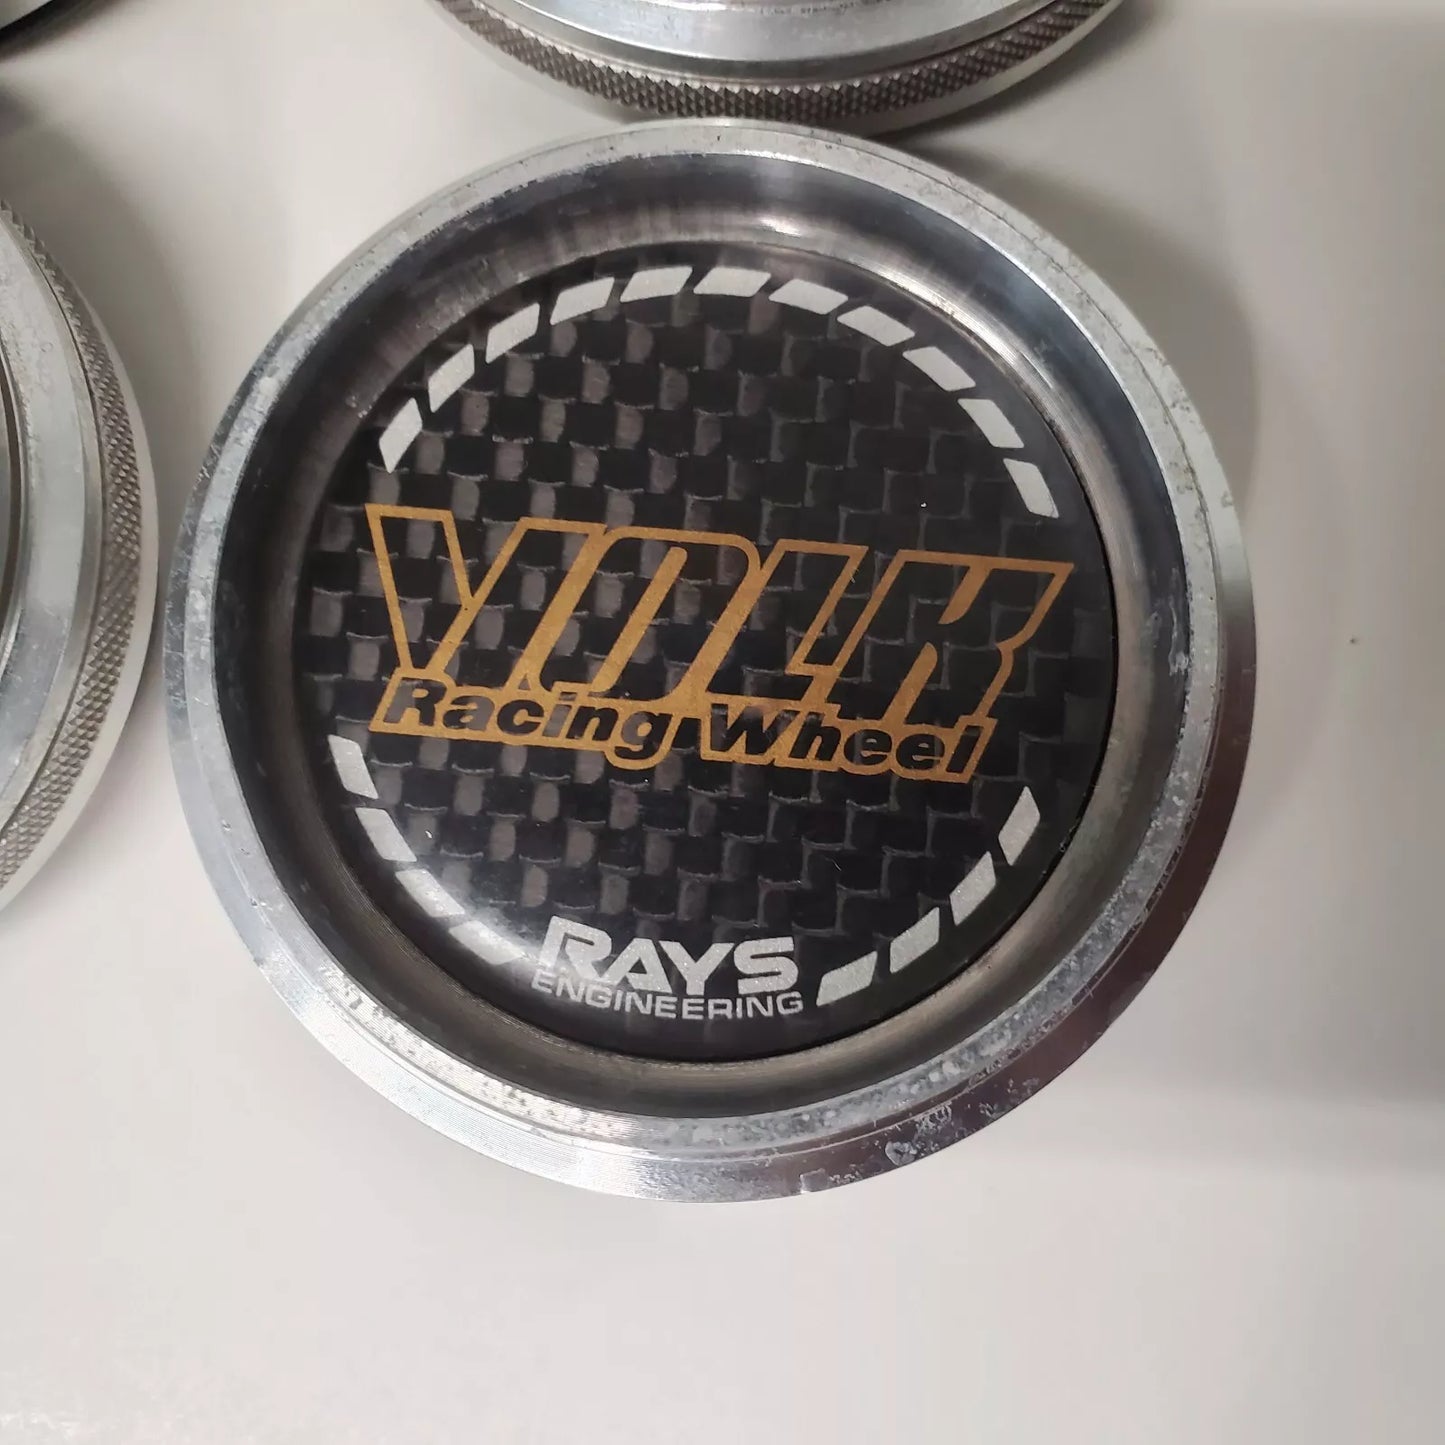 VOLK
Racing Wheel
RAYS
ENGINEERING